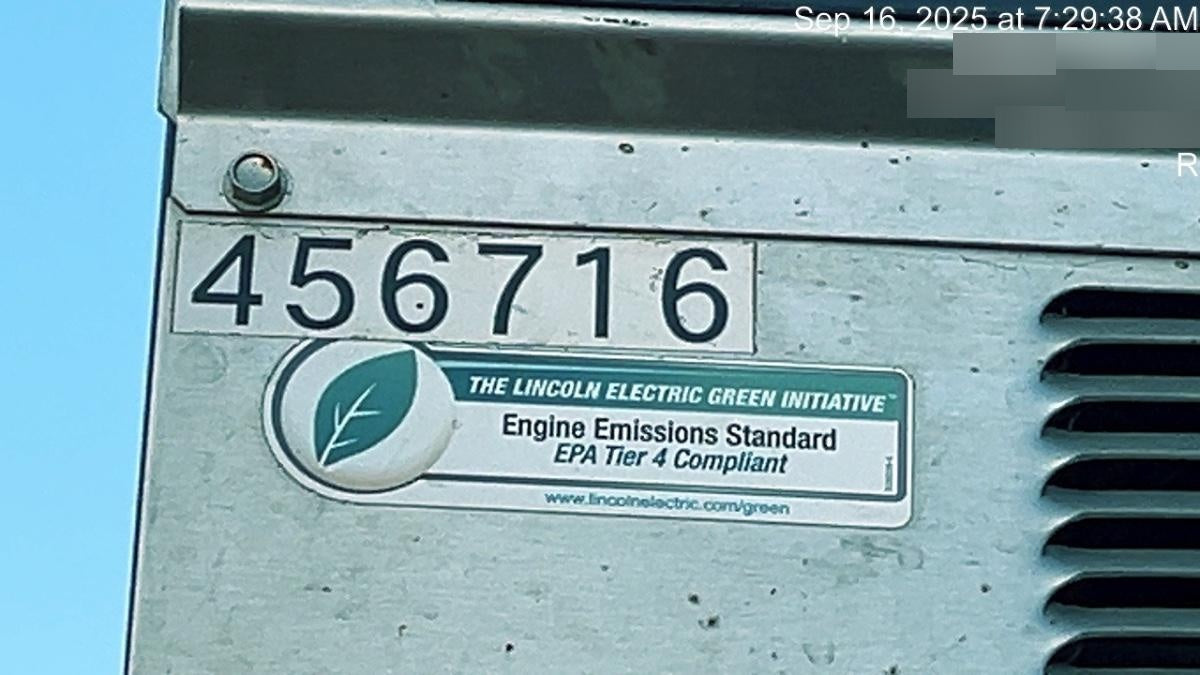 Sep 16, 2025 at 7:29:38 AM
R
456716
THE LINCOLN ELECTRIC GREEN INITIATIVE™
Engine Emissions Standard
EPA Tier 4 Compliant
www.lincolnelectric.com/green